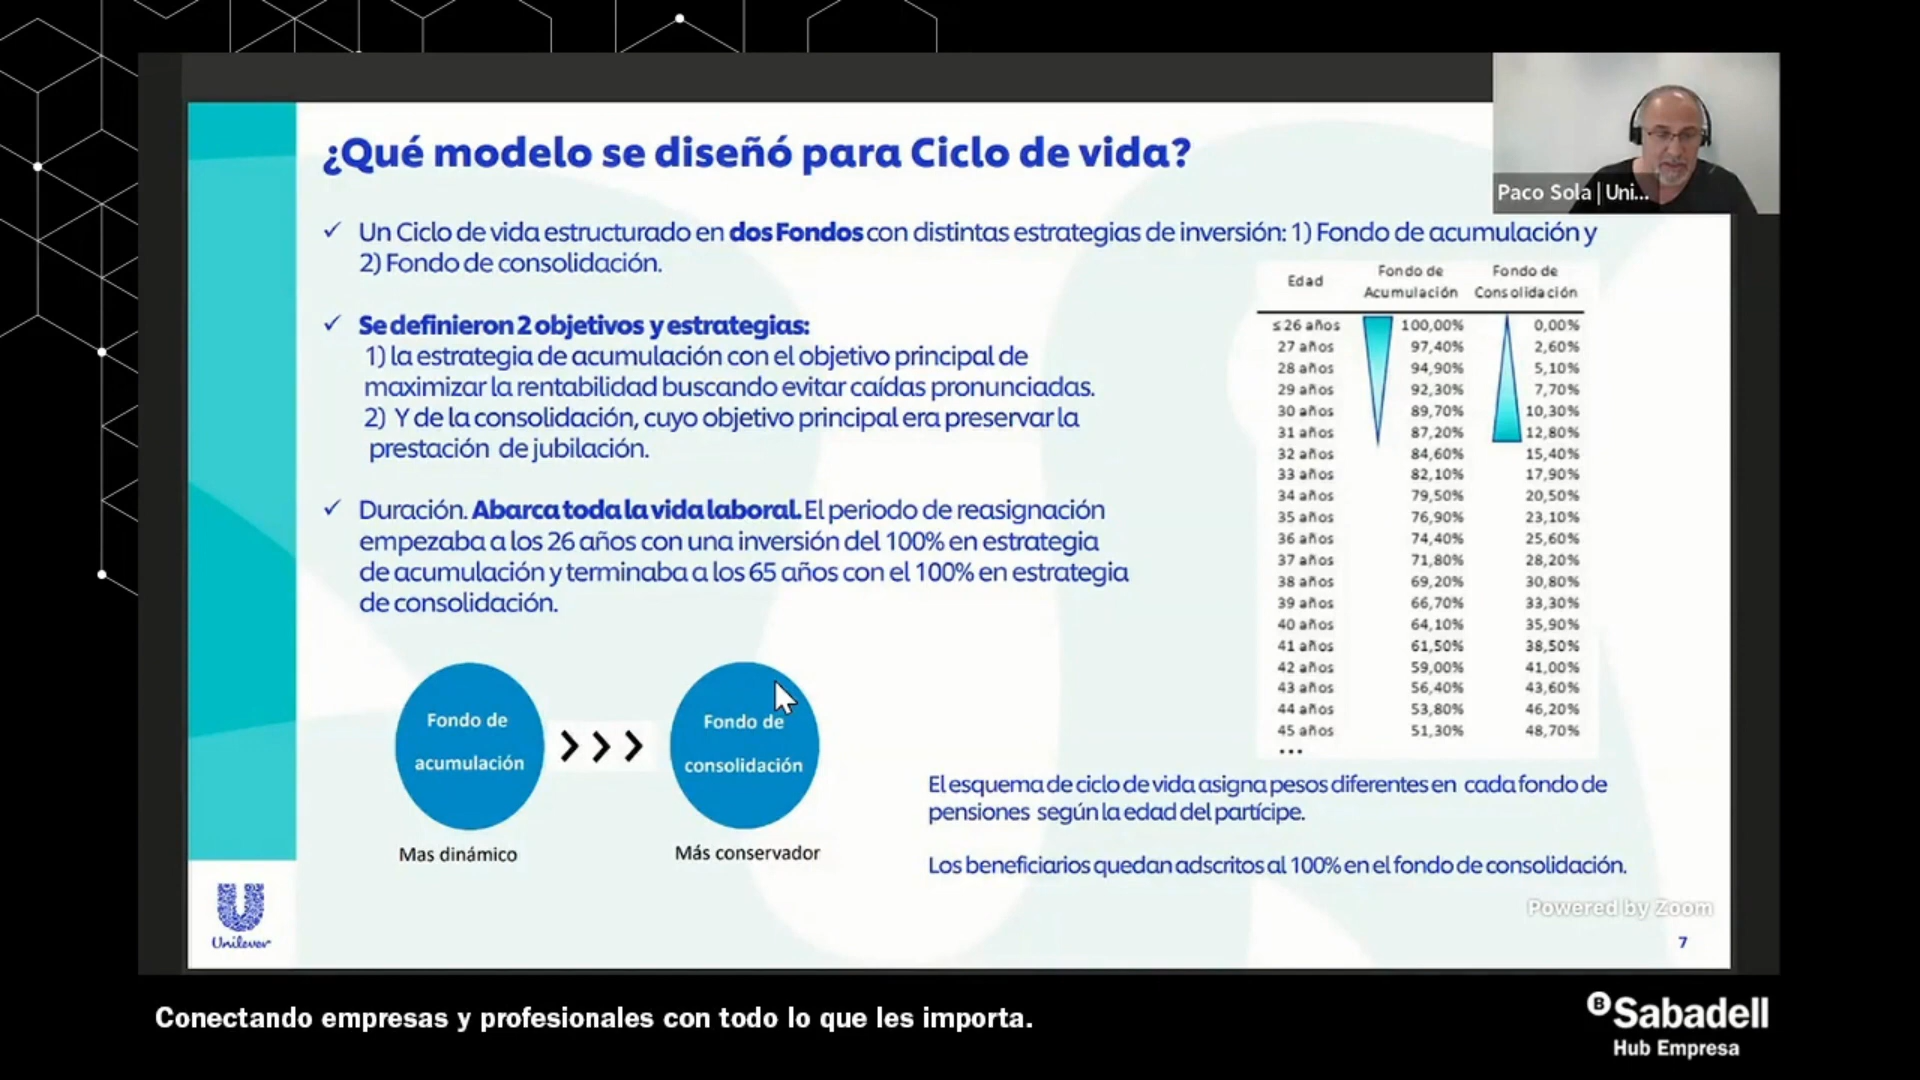 ¿Qué modelo se diseñó para Ciclo de vida?
Paco Sola | Uni...
✓ Un Ciclo de vida estructurado en dos Fondos con distintas estrategias de inversión: 1) Fondo de acumulación y
2) Fondo de consolidación.
✓ Se definieron 2 objetivos y estrategias:
1) la estrategia de acumulación con el objetivo principal de
maximizar la rentabilidad buscando evitar caídas pronunciadas.
2) Y de la consolidación, cuyo objetivo principal era preservar la
prestación de jubilación.
✓ Duración. Abarca toda la vida laboral. El periodo de reasignación
empezaba a los 26 años con una inversión del 100% en estrategia
de acumulación y terminaba a los 65 años con el 100% en estrategia
de consolidación.
Edad Fondo de Acumulación Fondo de Consolidación
≤ 26 años 100,00% 0,00%
27 años 97,40% 2,60%
28 años 94,90% 5,10%
29 años 92,30% 7,70%
30 años 89,70% 10,30%
31 años 87,20% 12,80%
32 años 84,60% 15,40%
33 años 82,10% 17,90%
34 años 79,50% 20,50%
35 años 76,90% 23,10%
36 años 74,40% 25,60%
37 años 71,80% 28,20%
38 años 69,20% 30,80%
39 años 66,70% 33,30%
40 años 64,10% 35,90%
41 años 61,50% 38,50%
42 años 59,00% 41,00%
43 años 56,40% 43,60%
44 años 53,80% 46,20%
45 años 51,30% 48,70%
...
Fondo de
acumulación
Fondo de
consolidación
Mas dinámico
Más conservador
El esquema de ciclo de vida asigna pesos diferentes en cada fondo de
pensiones según la edad del partícipe.
Los beneficiarios quedan adscritos al 100% en el fondo de consolidación.
Unilever
Powered by Zoom
7
Conectando empresas y profesionales con todo lo que les importa.
B Sabadell
Hub Empresa